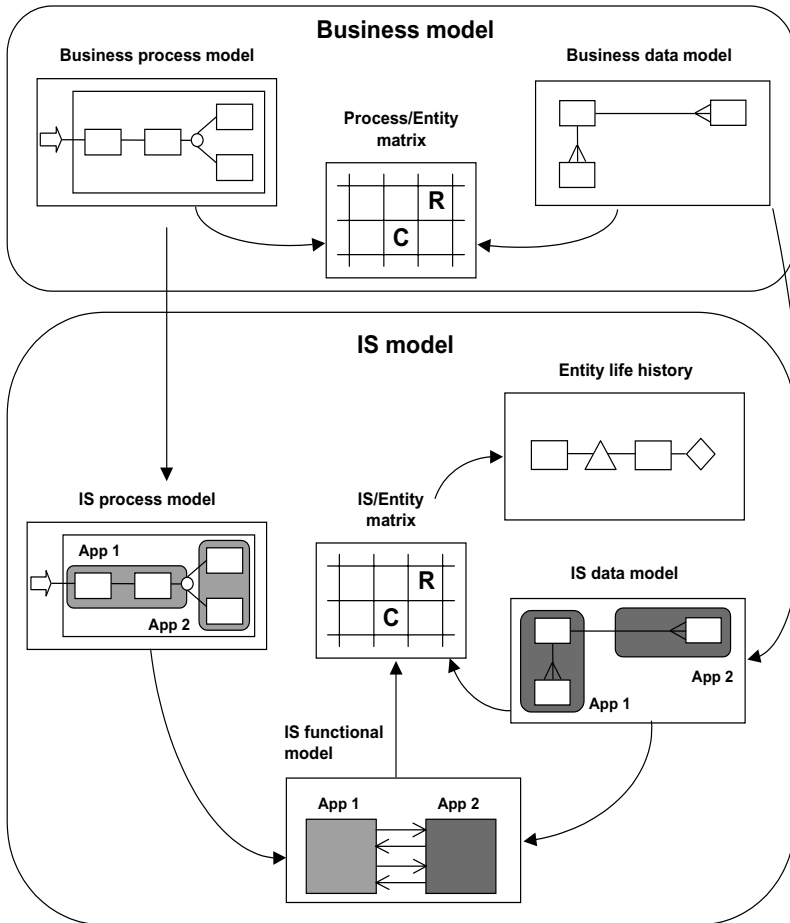 Business model
Business process model
Business data model
Process/Entity
matrix
R
C
IS model
Entity life history
IS process model
IS/Entity
matrix
App 1
App 2
R
C
IS data model
App 2
App 1
IS functional
model
App 1
App 2